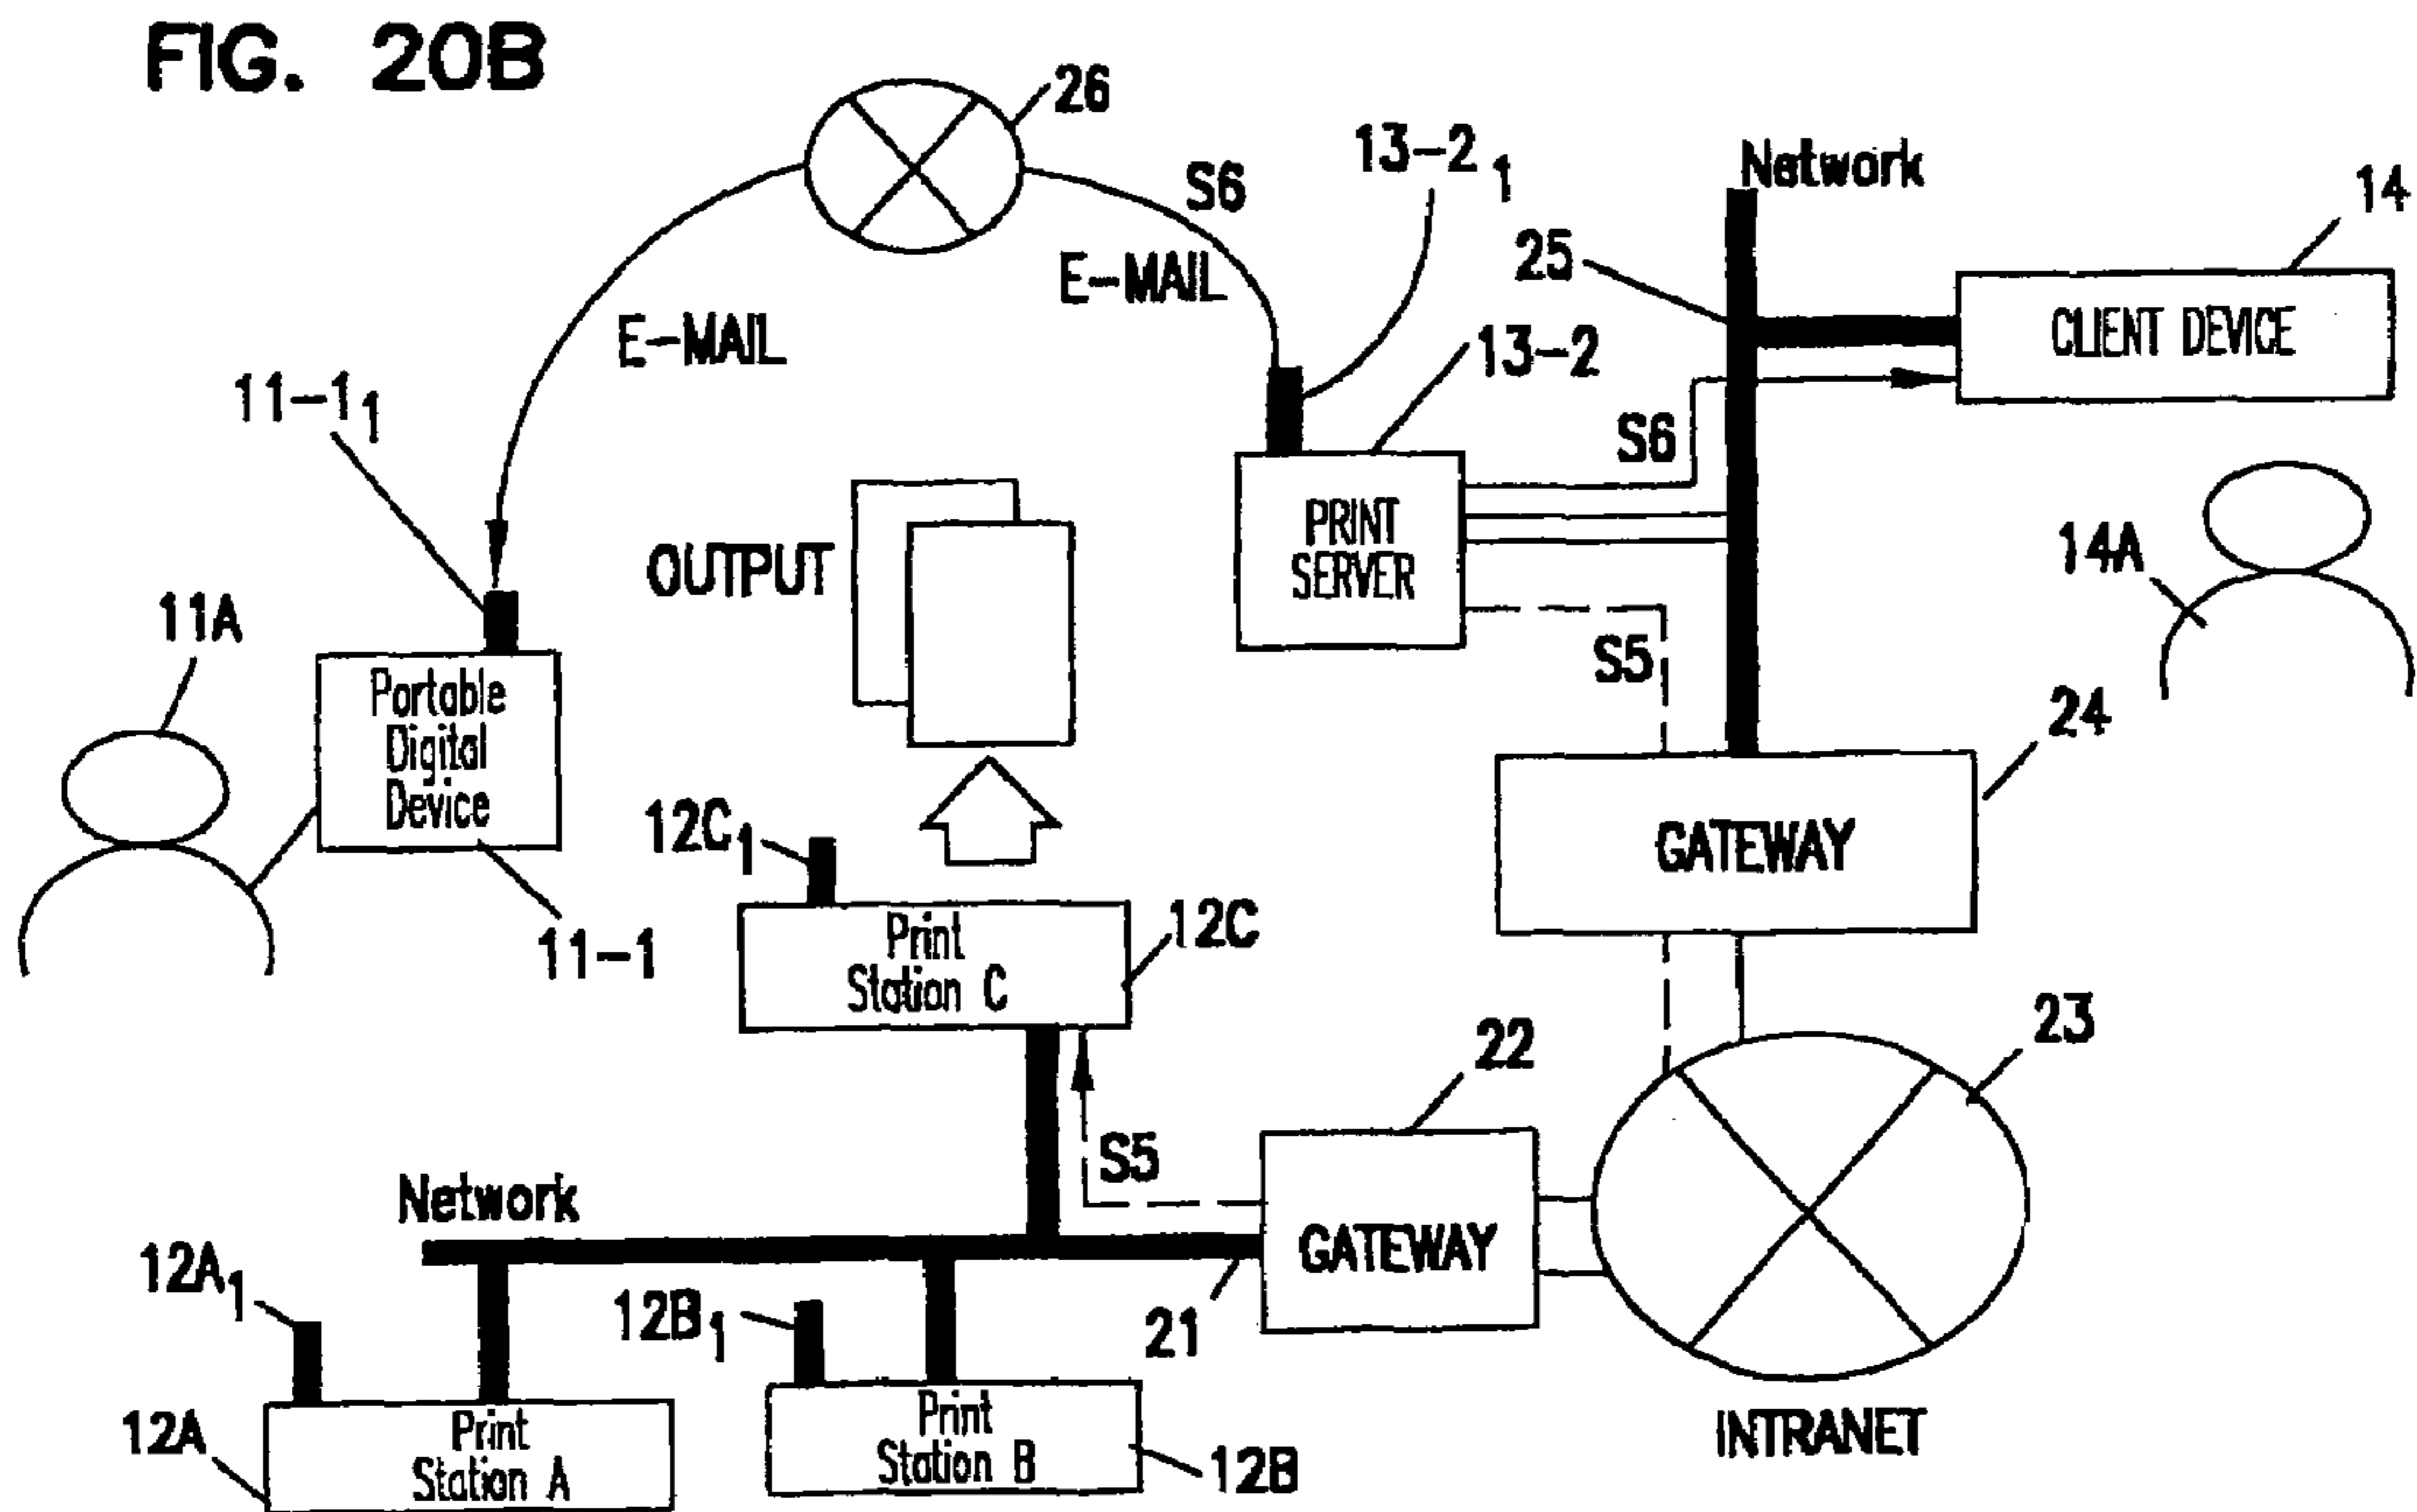 FIG. 20B
26
13-2 1
Network
14
S6
25
E-MAIL
E-MAIL
CLIENT DEVICE
13-2
11-1 1
S6
OUTPUT
PRINT
SERVER
14A
11A
S5
Portable
Digital
Device
24
12C 1
GATEWAY
11-1
Print
Station C
12C
23
22
S5
Network
GATEWAY
12A 1
12B 1
21
INTRANET
12A
Print
Station A
Print
Station B
12B